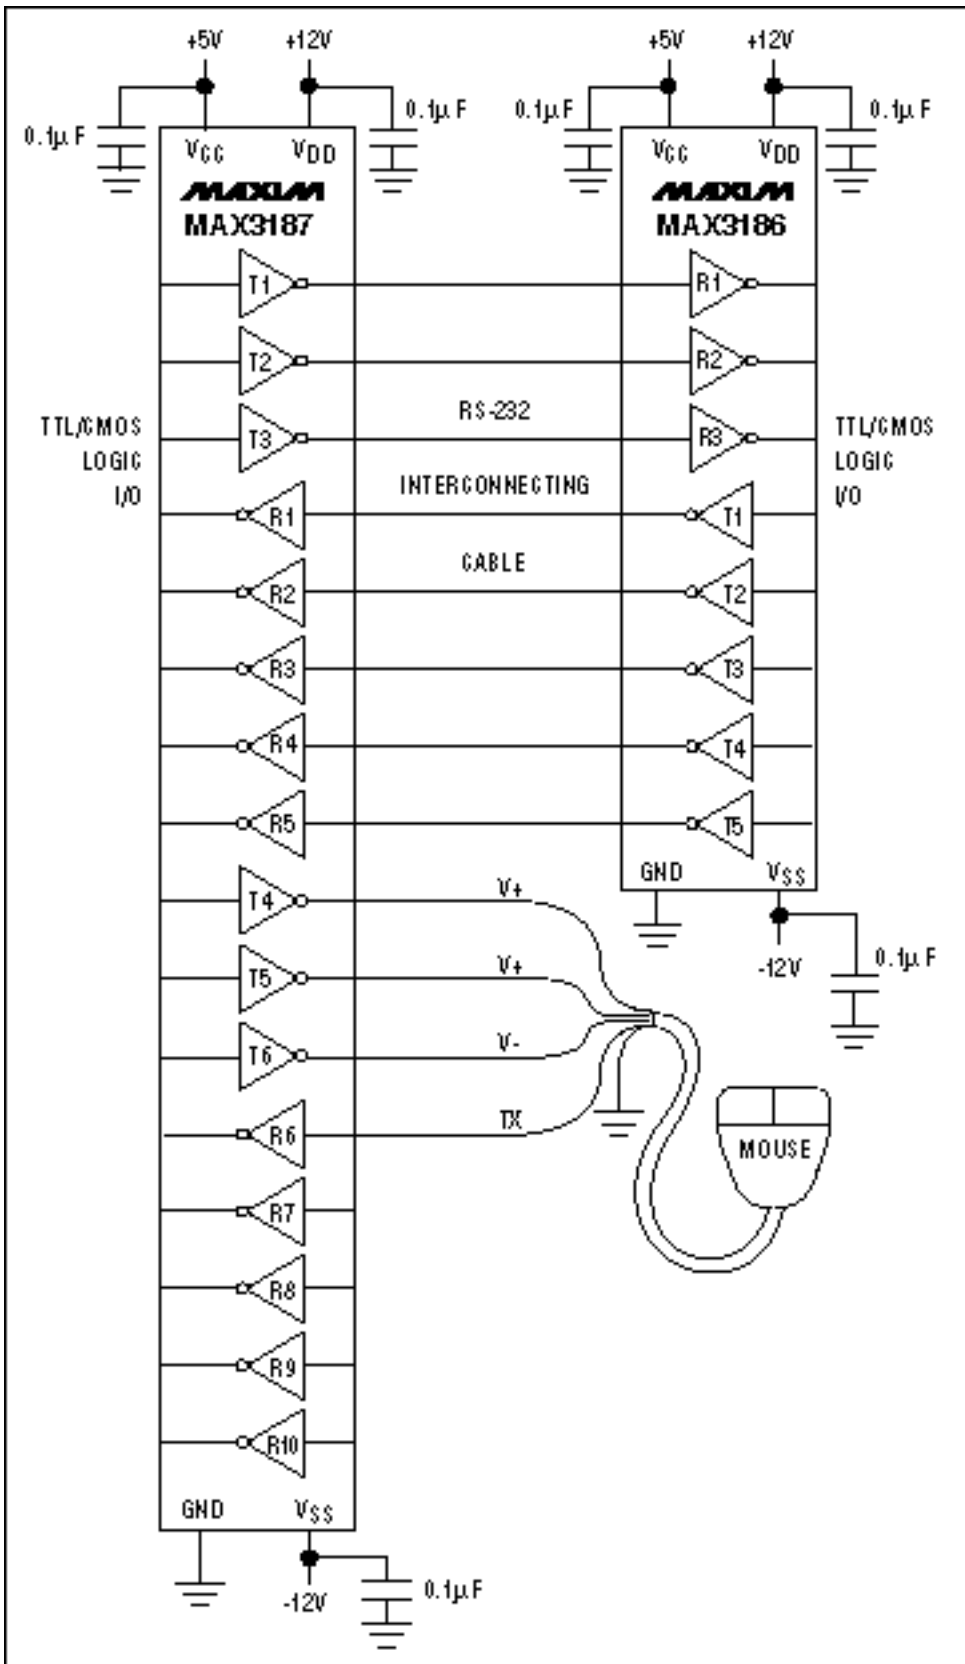 +5V +12V +5V +12V
0.1µF 0.1µF 0.1µF 0.1µF
VCC VDD VCC VDD
MAXIM MAXIM
MAX3187 MAX3186
T1 R1
T2 R2
RS-232
TTL/CMOS TTL/CMOS
T3 R3
LOGIC LOGIC
INTERCONNECTING
I/O I/O
R1 T1
CABLE
R2 T2
R3 T3
R4 T4
R5 T5
GND VSS
T4 V+
-12V 0.1µF
T5 V+
T6 V-
R6 TX
MOUSE
R7
R8
R9
R10
GND VSS
-12V 0.1µF